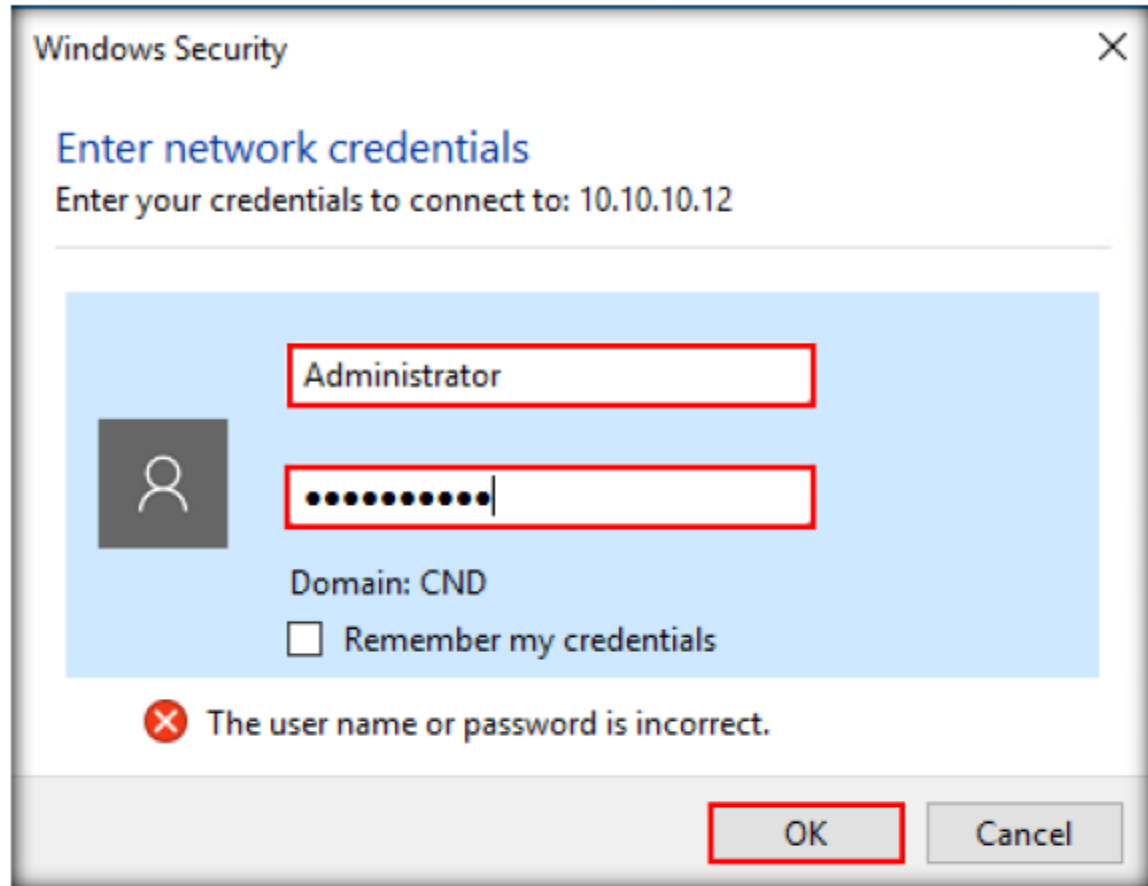 Windows Security
Enter network credentials
Enter your credentials to connect to: 10.10.10.12
Administrator
●●●●●●●●●●
Domain: CND
Remember my credentials
The user name or password is incorrect.
OK
Cancel